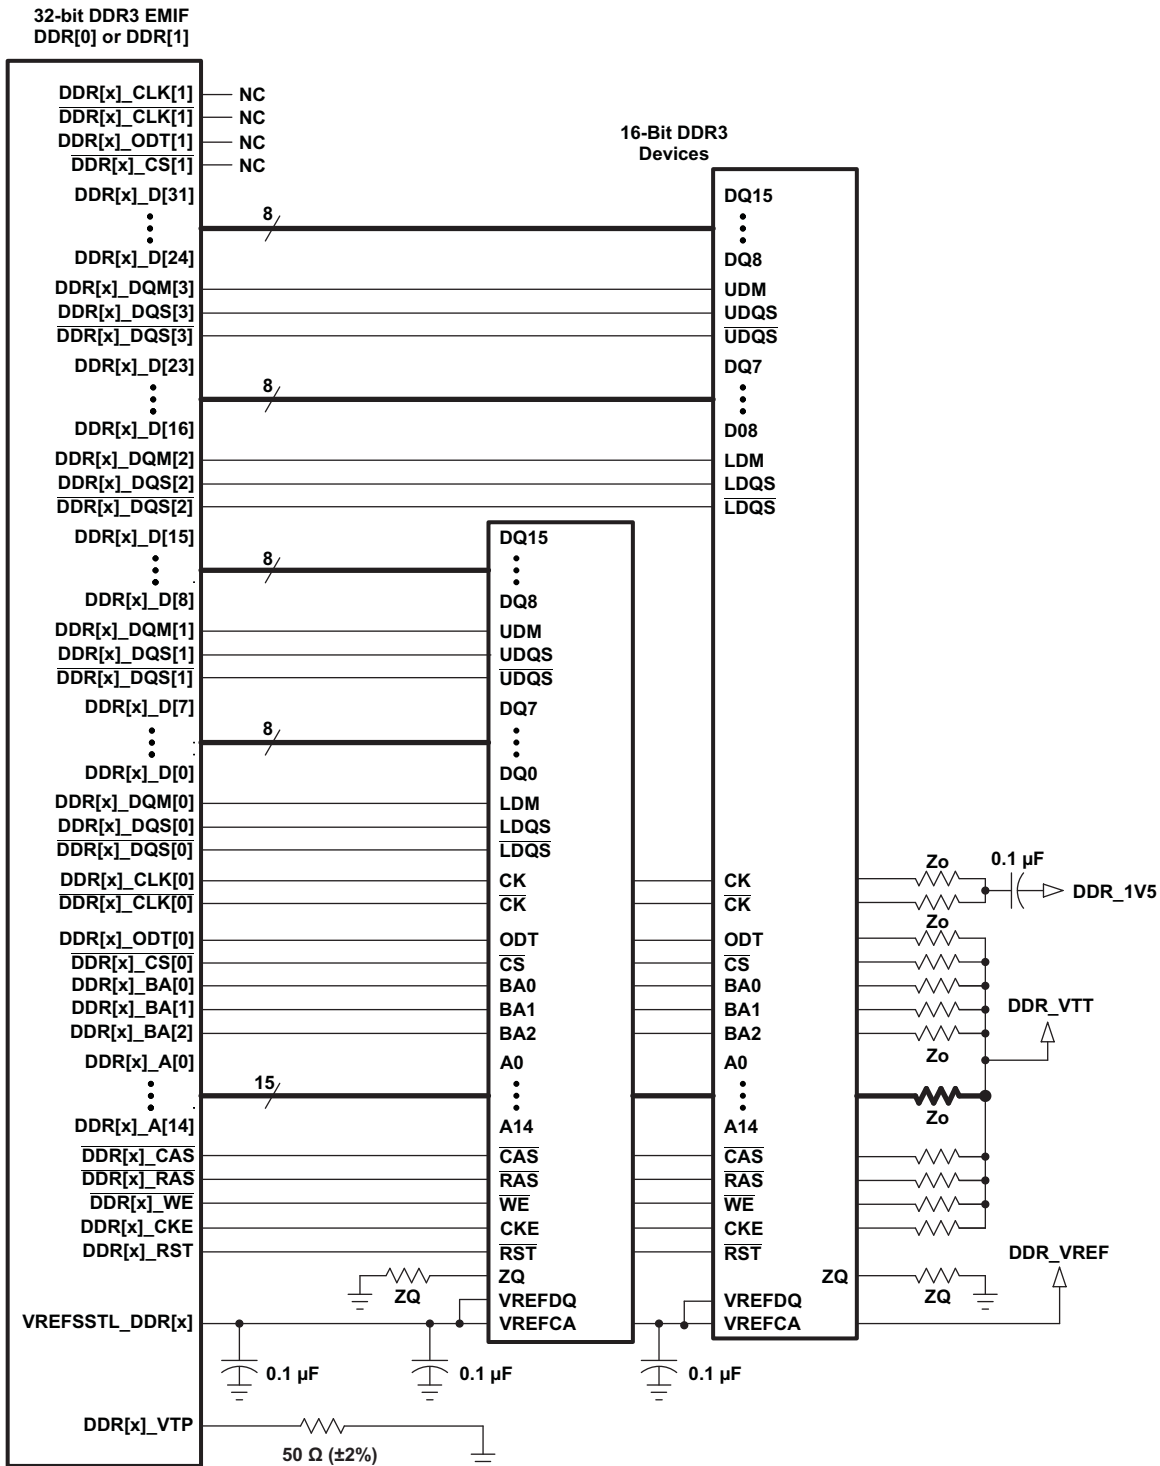 32-bit DDR3 EMIF
DDR[0] or DDR[1]
DDR[x]_CLK[1] NC
DDR[x]_CLK[1] NC
DDR[x]_ODT[1] NC
DDR[x]_CS[1] NC
16-Bit DDR3
Devices
DDR[x]_D[31] DQ15
8
DDR[x]_D[24] DQ8
DDR[x]_DQM[3] UDM
DDR[x]_DQS[3] UDQS
DDR[x]_DQS[3] UDQS
DDR[x]_D[23] DQ7
8
DDR[x]_D[16] D08
DDR[x]_DQM[2] LDM
DDR[x]_DQS[2] LDQS
DDR[x]_DQS[2] LDQS
DDR[x]_D[15] DQ15
8
DDR[x]_D[8] DQ8
DDR[x]_DQM[1] UDM
DDR[x]_DQS[1] UDQS
DDR[x]_DQS[1] UDQS
DDR[x]_D[7] DQ7
8
DDR[x]_D[0] DQ0
DDR[x]_DQM[0] LDM
DDR[x]_DQS[0] LDQS
DDR[x]_DQS[0] LDQS
Zo 0.1 µF
DDR[x]_CLK[0] CK CK
DDR_1V5
DDR[x]_CLK[0] CK CK
Zo
DDR[x]_ODT[0] ODT ODT
DDR[x]_CS[0] CS CS
DDR[x]_BA[0] BA0 BA0
DDR[x]_BA[1] BA1 BA1
DDR_VTT
DDR[x]_BA[2] BA2 BA2
Zo
DDR[x]_A[0] A0 A0
15
Zo
DDR[x]_A[14] A14 A14
DDR[x]_CAS CAS CAS
DDR[x]_RAS RAS RAS
DDR[x]_WE WE WE
DDR[x]_CKE CKE CKE
DDR[x]_RST RST RST
DDR_VREF
ZQ ZQ
ZQ ZQ
VREFDQ VREFDQ
VREFSSTL_DDR[x] VREFCA VREFCA
0.1 µF 0.1 µF 0.1 µF
DDR[x]_VTP
50 Ω (±2%)